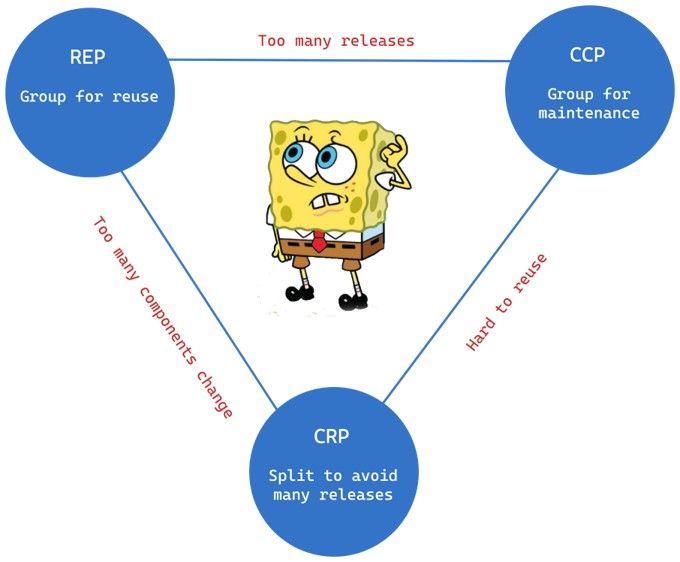 Too many releases
REP
Group for reuse
CCP
Group for
maintenance
Too many components change
Hard to reuse
CRP
Split to avoid
many releases